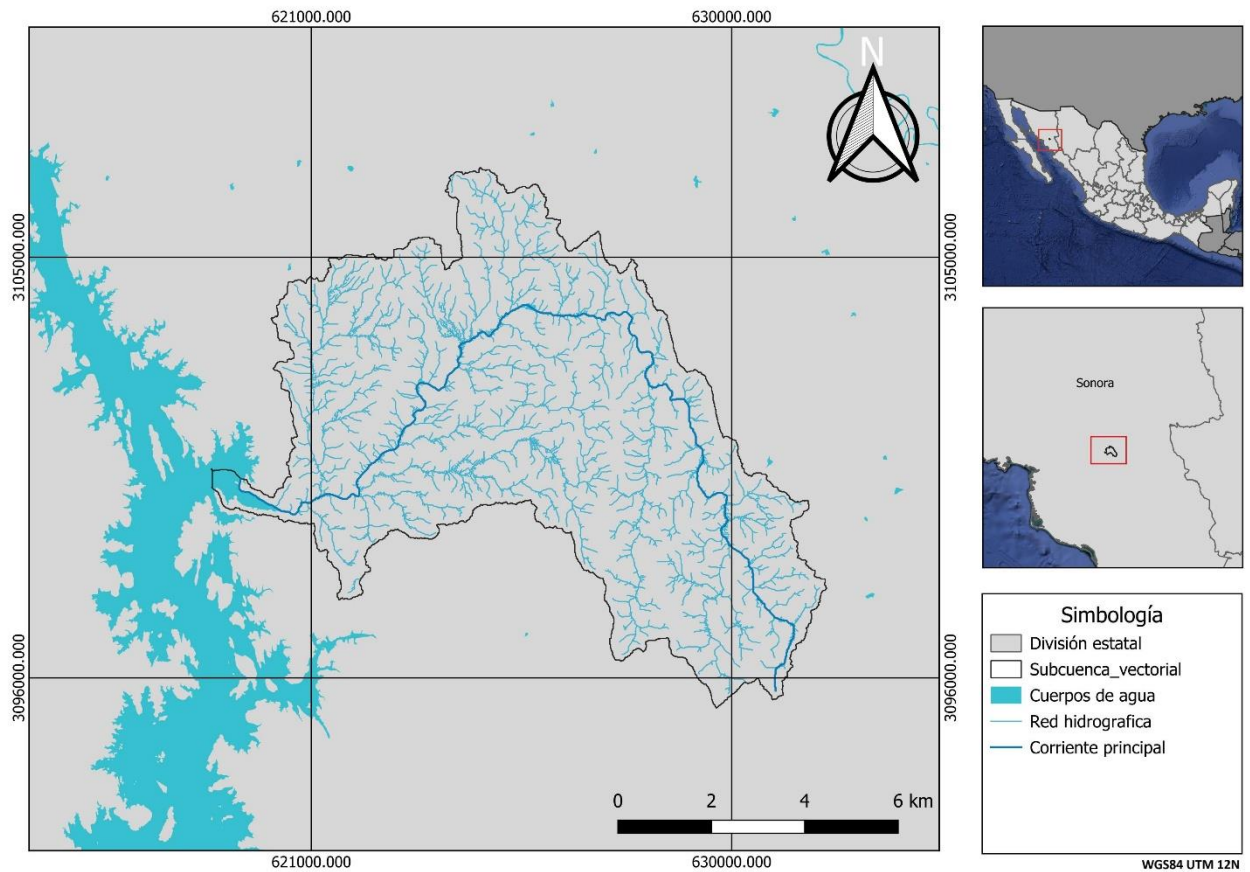 621000.000
630000.000
N
3105000.000
3105000.000
3096000.000
3096000.000
0
2
4
6 km
621000.000
630000.000
Sonora
Simbología
División estatal
Subcuenca_vectorial
Cuerpos de agua
Red hidrografica
Corriente principal
WGS84 UTM 12N